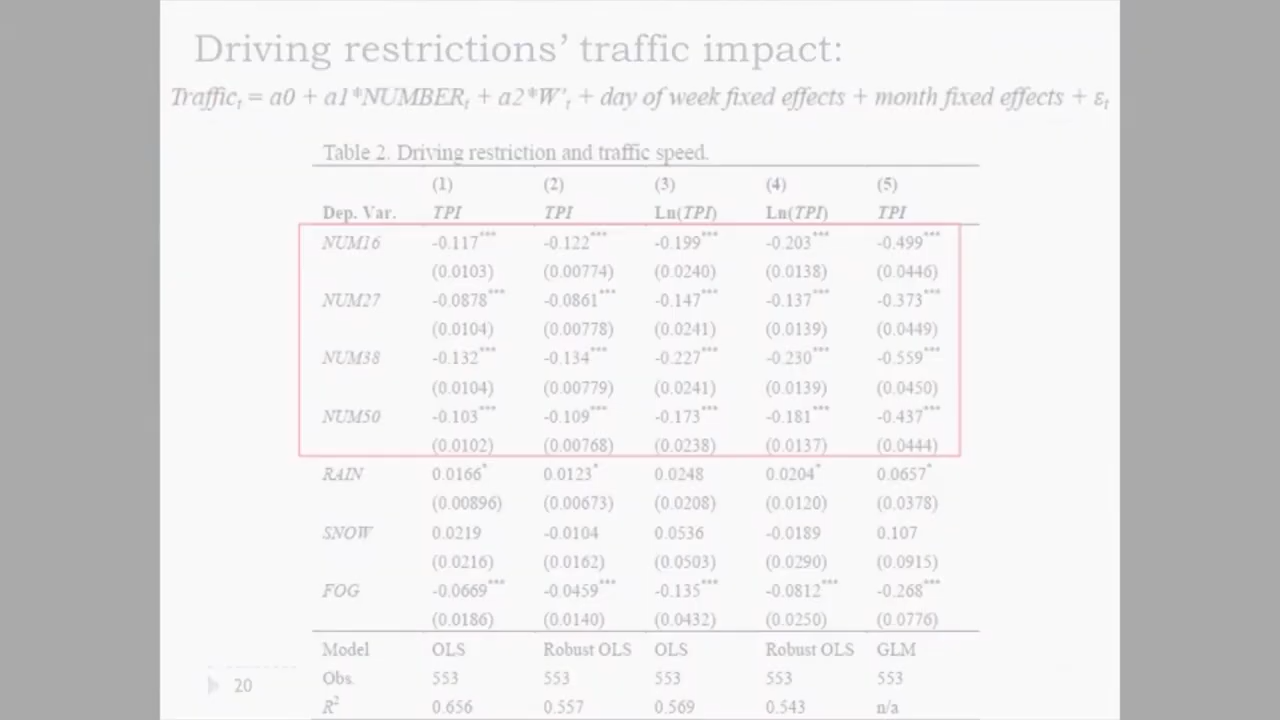 Driving restrictions’ traffic impact:
Traffic_t = a0 + a1*NUMBER_t + a2*W'_t + day of week fixed effects + month fixed effects + ε_t
Table 2. Driving restriction and traffic speed.
(1) (2) (3) (4) (5)
Dep. Var. TPI TPI Ln(TPI) Ln(TPI) TPI
NUM16 -0.117*** -0.122*** -0.199*** -0.203*** -0.499***
(0.0103) (0.00774) (0.0240) (0.0138) (0.0446)
NUM27 -0.0878*** -0.0861*** -0.147*** -0.137*** -0.373***
(0.0104) (0.00778) (0.0241) (0.0139) (0.0449)
NUM38 -0.132*** -0.134*** -0.227*** -0.230*** -0.559***
(0.0104) (0.00779) (0.0241) (0.0139) (0.0450)
NUM50 -0.103*** -0.109*** -0.173*** -0.181*** -0.437***
(0.0102) (0.00768) (0.0238) (0.0137) (0.0444)
RAIN 0.0166* 0.0123* 0.0248 0.0204* 0.0657*
(0.00896) (0.00673) (0.0208) (0.0120) (0.0378)
SNOW 0.0219 -0.0104 0.0536 -0.0189 0.107
(0.0216) (0.0162) (0.0503) (0.0290) (0.0915)
FOG -0.0669*** -0.0459*** -0.135*** -0.0812*** -0.268***
(0.0186) (0.0140) (0.0432) (0.0250) (0.0776)
Model OLS Robust OLS OLS Robust OLS GLM
Obs. 553 553 553 553 553
R² 0.656 0.557 0.569 0.543 n/a
20